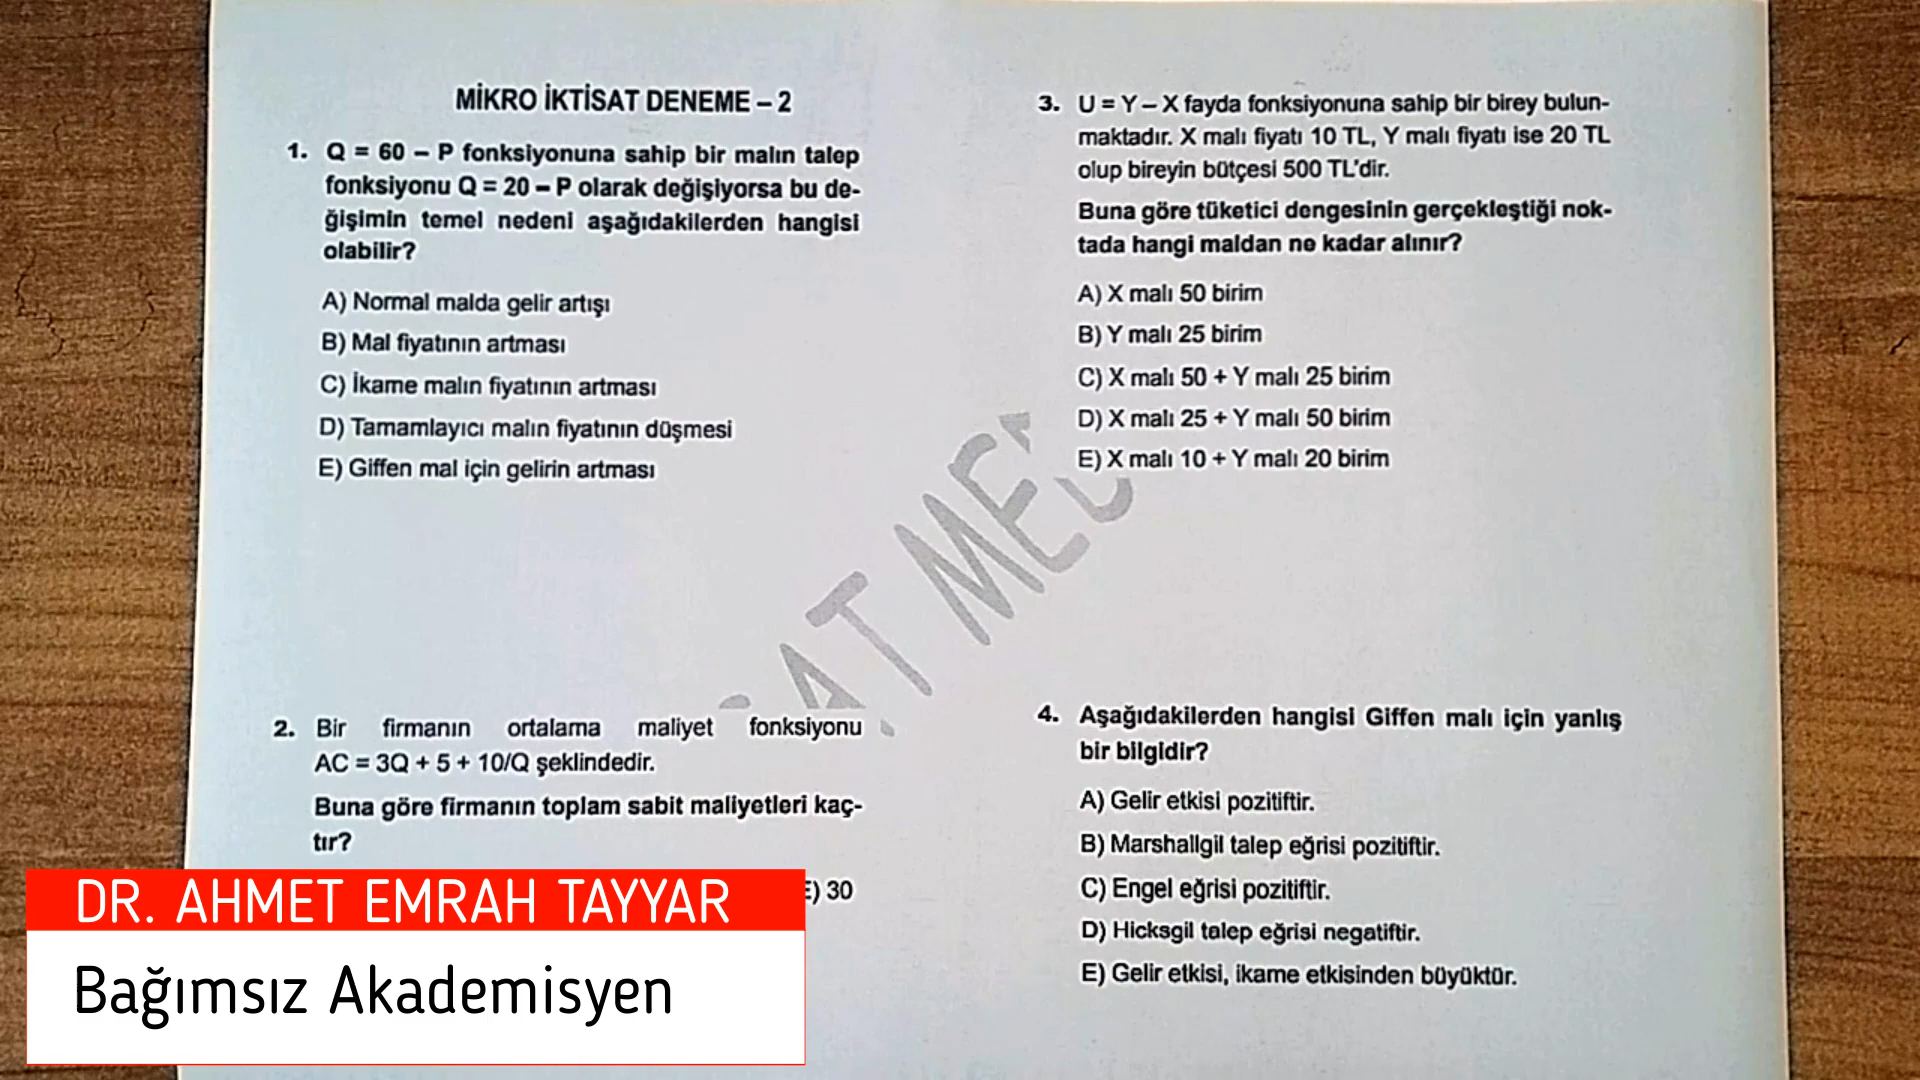 MİKRO İKTİSAT DENEME – 2
1. Q = 60 – P fonksiyonuna sahip bir malın talep
fonksiyonu Q = 20 – P olarak değişiyorsa bu de-
ğişimin temel nedeni aşağıdakilerden hangisi
olabilir?
A) Normal malda gelir artışı
B) Mal fiyatının artması
C) İkame malın fiyatının artması
D) Tamamlayıcı malın fiyatının düşmesi
E) Giffen mal için gelirin artması
2. Bir firmanın ortalama maliyet fonksiyonu
AC = 3Q + 5 + 10/Q şeklindedir.
Buna göre firmanın toplam sabit maliyetleri kaç-
tır?
E) 30
3. U = Y – X fayda fonksiyonuna sahip bir birey bulun-
maktadır. X malı fiyatı 10 TL, Y malı fiyatı ise 20 TL
olup bireyin bütçesi 500 TL'dir.
Buna göre tüketici dengesinin gerçekleştiği nok-
tada hangi maldan ne kadar alınır?
A) X malı 50 birim
B) Y malı 25 birim
C) X malı 50 + Y malı 25 birim
D) X malı 25 + Y malı 50 birim
E) X malı 10 + Y malı 20 birim
4. Aşağıdakilerden hangisi Giffen malı için yanlış
bir bilgidir?
A) Gelir etkisi pozitiftir.
B) Marshallgil talep eğrisi pozitiftir.
C) Engel eğrisi pozitiftir.
D) Hicksgil talep eğrisi negatiftir.
E) Gelir etkisi, ikame etkisinden büyüktür.
DR. AHMET EMRAH TAYYAR
Bağımsız Akademisyen